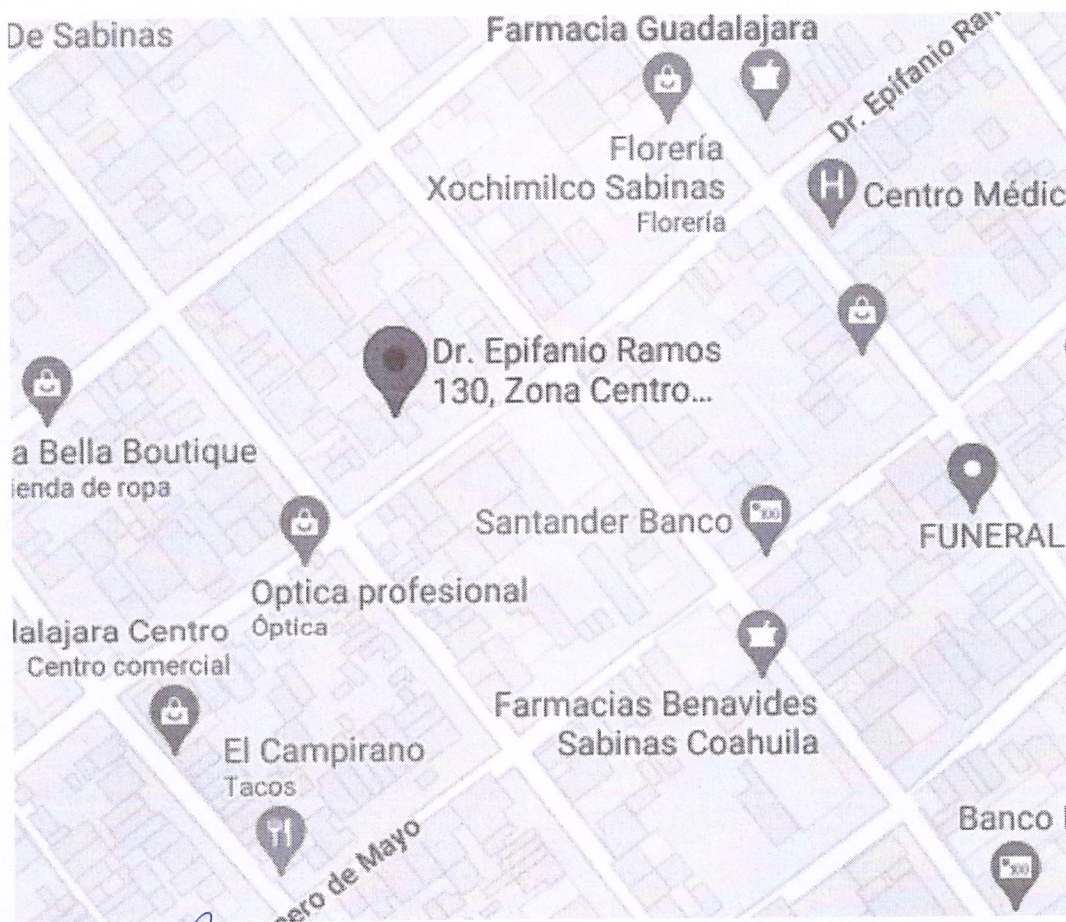 De Sabinas
Farmacia Guadalajara
Dr. Epifanio Ram
Florería
Xochimilco Sabinas
Florería
H
Centro Médic
Dr. Epifanio Ramos
130, Zona Centro...
a Bella Boutique
ienda de ropa
Santander Banco
FUNERAL
Optica profesional
Óptica
lalajara Centro
Centro comercial
Farmacias Benavides
Sabinas Coahuila
El Campirano
Tacos
Banco
ero de Mayo